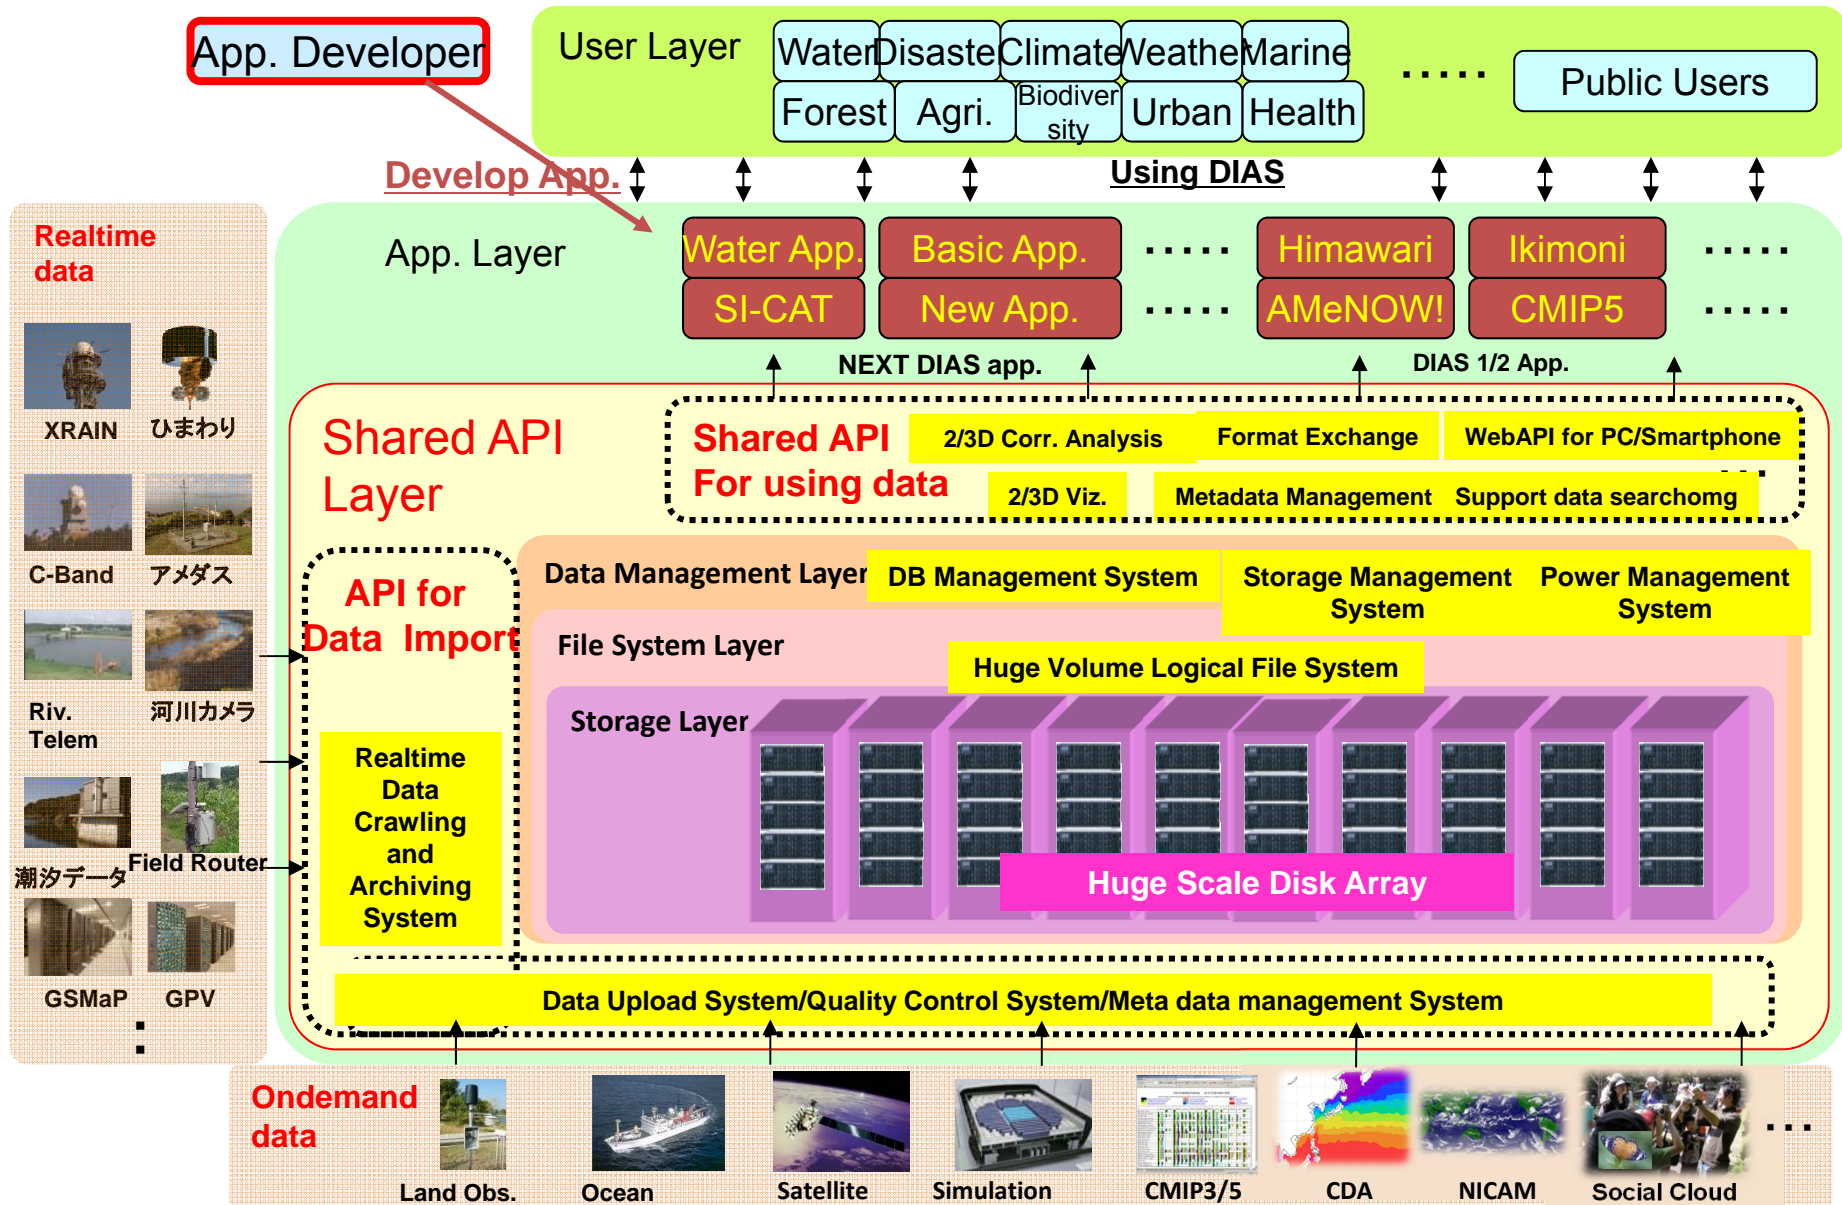 App. Developer
User Layer
Water
Disaster
Climate
Weather
Marine
Forest
Agri.
Biodiver
sity
Urban
Health
.....
Public Users
Develop App.
Using DIAS
Realtime
data
XRAIN
ひまわり
C-Band
アメダス
Riv.
Telem
河川カメラ
潮汐データ
Field Router
GSMaP
GPV
:
App. Layer
Water App.
Basic App.
.....
Himawari
Ikimoni
.....
SI-CAT
New App.
.....
AMeNOW!
CMIP5
.....
NEXT DIAS app.
DIAS 1/2 App.
Shared API
Layer
Shared API
For using data
2/3D Corr. Analysis
Format Exchange
WebAPI for PC/Smartphone
...
2/3D Viz.
Metadata Management
Support data searchomg
API for
Data Import
Realtime
Data
Crawling
and
Archiving
System
Data Management Layer
DB Management System
Storage Management
System
Power Management
System
File System Layer
Huge Volume Logical File System
Storage Layer
Huge Scale Disk Array
Data Upload System/Quality Control System/Meta data management System
Ondemand
data
Land Obs.
Ocean
Satellite
Simulation
CMIP3/5
CDA
NICAM
Social Cloud
...